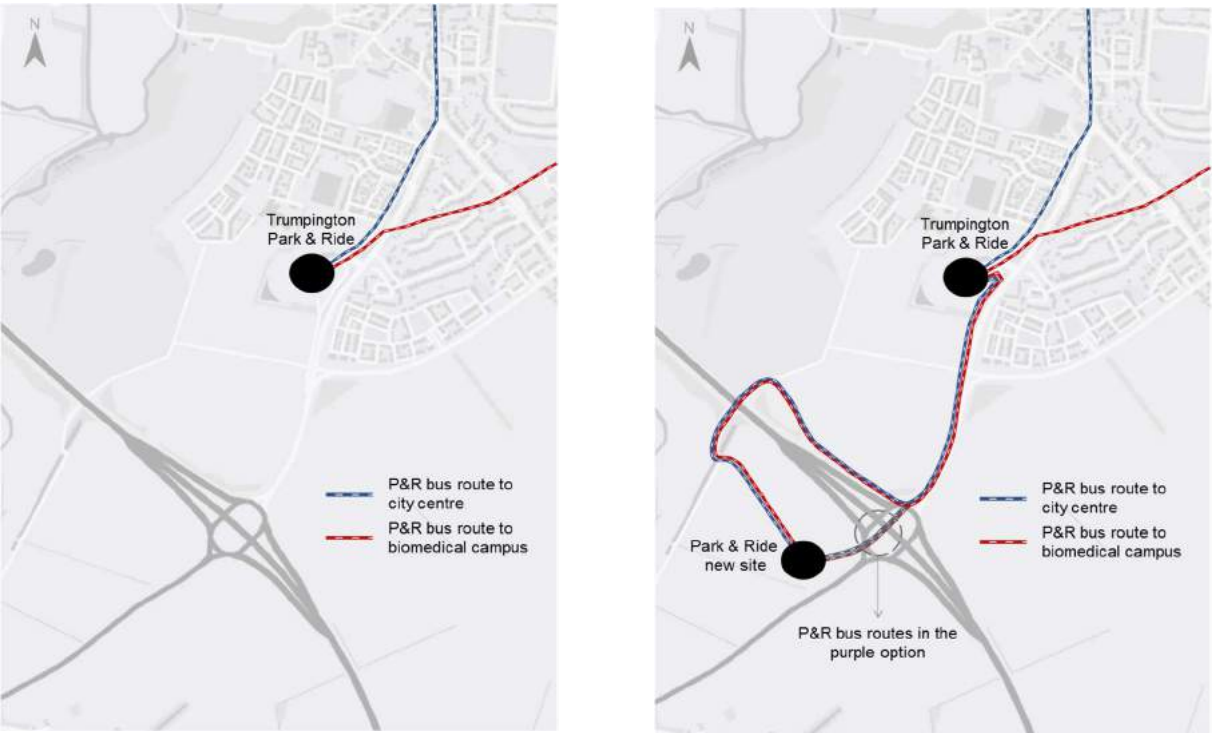 N
Trumpington
Park & Ride
P&R bus route to
city centre
P&R bus route to
biomedical campus
N
Trumpington
Park & Ride
P&R bus route to
city centre
P&R bus route to
biomedical campus
Park & Ride
new site
P&R bus routes in the
purple option